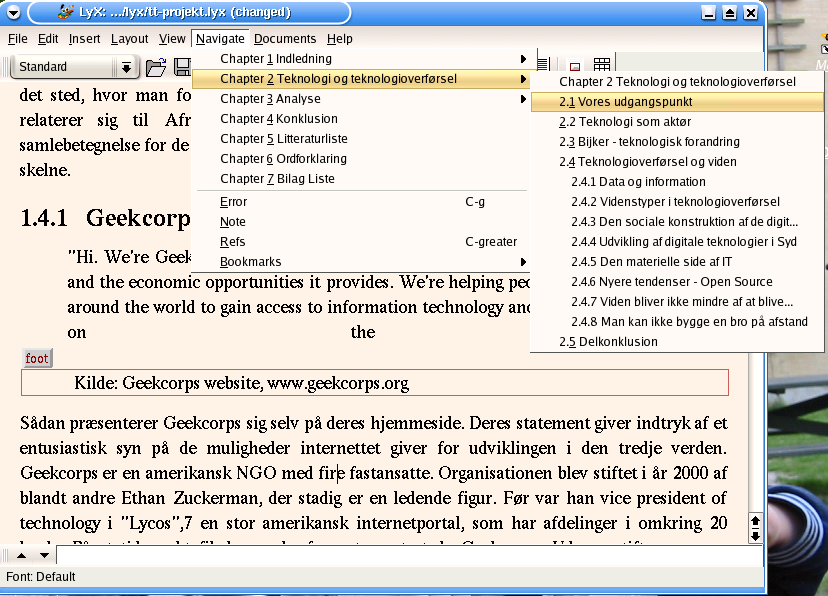 LyX: .../lyx/tt-projekt.lyx (changed)
File Edit Insert Layout View Navigate Documents Help
Standard
Chapter 1 Indledning
Chapter 2 Teknologi og teknologioverførsel
Chapter 3 Analyse
Chapter 4 Konklusion
Chapter 5 Litteraturliste
Chapter 6 Ordforklaring
Chapter 7 Bilag Liste
Error C-g
Note
Refs C-greater
Bookmarks
Chapter 2 Teknologi og teknologioverførsel
2.1 Vores udgangspunkt
2.2 Teknologi som aktør
2.3 Bijker - teknologisk forandring
2.4 Teknologioverførsel og viden
2.4.1 Data og information
2.4.2 Videnstyper i teknologioverførsel
2.4.3 Den sociale konstruktion af de digit...
2.4.4 Udvikling af digitale teknologier i Syd
2.4.5 Den materielle side af IT
2.4.6 Nyere tendenser - Open Source
2.4.7 Viden bliver ikke mindre af at blive...
2.4.8 Man kan ikke bygge en bro på afstand
2.5 Delkonklusion
det sted, hvor man fo
relaterer sig til Afr
samlebetegnelse for de
skelne.
1.4.1 Geekcorp
"Hi. We're Geek
and the economic opportunities it provides. We're helping peo
around the world to gain access to information technology and
on the
foot
Kilde: Geekcorps website, www.geekcorps.org
Sådan præsenterer Geekcorps sig selv på deres hjemmeside. Deres statement giver indtryk af et
entusiastisk syn på de muligheder internettet giver for udviklingen i den tredje verden.
Geekcorps er en amerikansk NGO med fire fastansatte. Organisationen blev stiftet i år 2000 af
blandt andre Ethan Zuckerman, der stadig er en ledende figur. Før var han vice president of
technology i "Lycos",7 en stor amerikansk internetportal, som har afdelinger i omkring 20
Font: Default